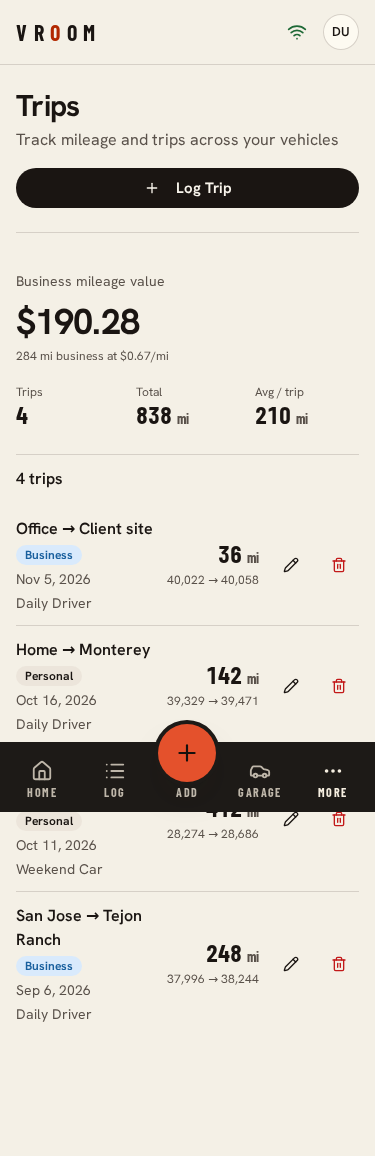 VROOM
DU
Trips
Track mileage and trips across your vehicles
+ Log Trip
Business mileage value
$190.28
284 mi business at $0.67/mi
Trips
4
Total
838 mi
Avg / trip
210 mi
4 trips
Office → Client site
Business
Nov 5, 2026
Daily Driver
36 mi
40,022 → 40,058
Home → Monterey
Personal
Oct 16, 2026
Daily Driver
142 mi
39,329 → 39,471
HOME
LOG
ADD
GARAGE
MORE
Personal
Oct 11, 2026
Weekend Car
412 mi
28,274 → 28,686
San Jose → Tejon
Ranch
Business
Sep 6, 2026
Daily Driver
248 mi
37,996 → 38,244